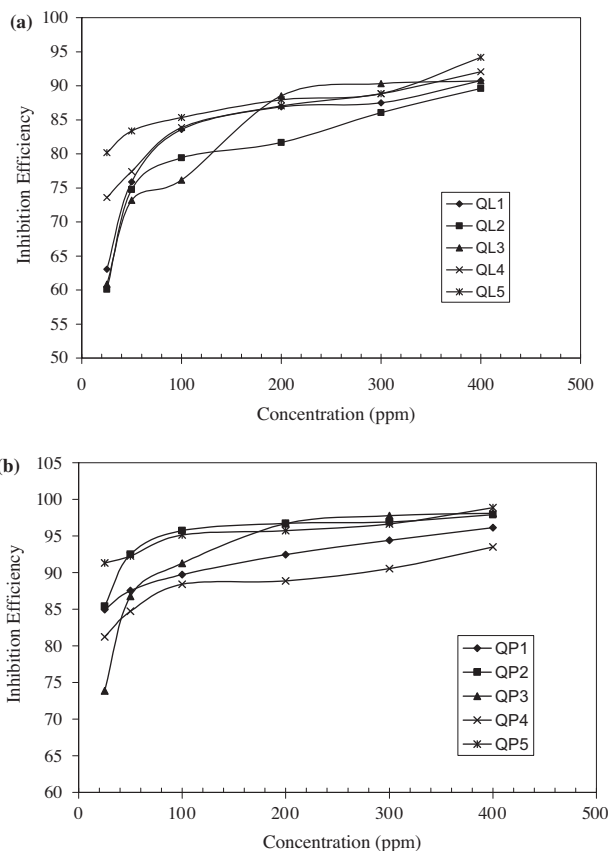 (a)
100
95
90
85
80
75
70
65
60
55
50
Inhibition Efficiency
QL1
QL2
QL3
QL4
QL5
0 100 200 300 400 500
Concentration (ppm)
(b)
105
100
95
90
85
80
75
70
65
60
Inhibition Efficiency
QP1
QP2
QP3
QP4
QP5
0 100 200 300 400 500
Concentration (ppm)